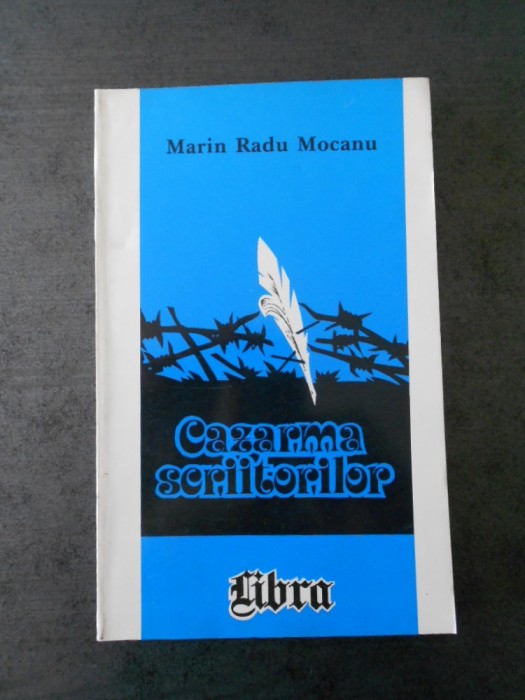 Marin Radu Mocanu
Cazarma
scriitorilor
Libra